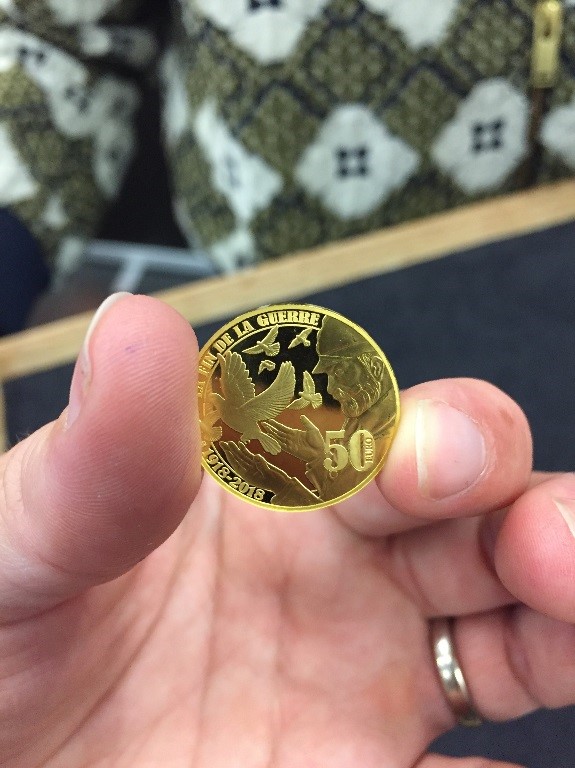 LA FIN DE LA GUERRE
50
EURO
1918-2018